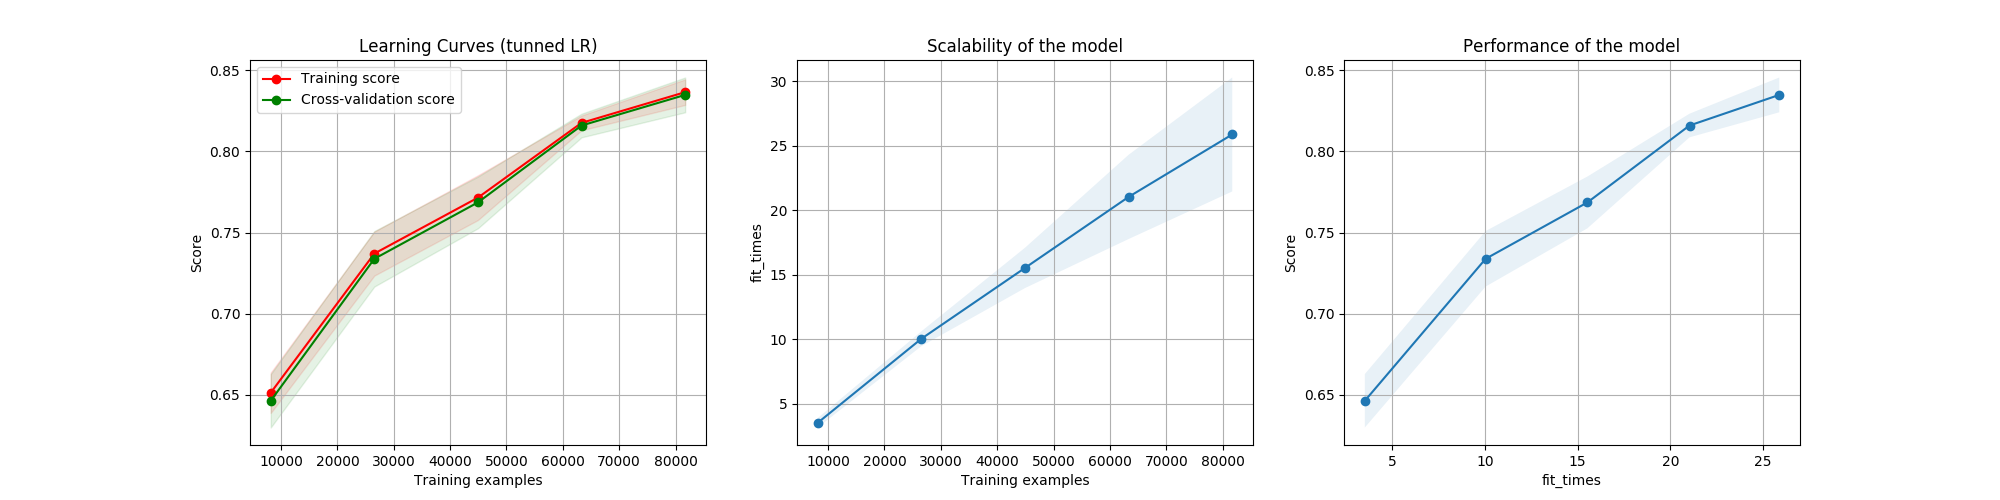 Learning Curves (tunned LR)
Training score
Cross-validation score
0.85
0.80
0.75
0.70
0.65
Score
10000 20000 30000 40000 50000 60000 70000 80000
Training examples
Scalability of the model
30
25
20
15
10
5
fit_times
10000 20000 30000 40000 50000 60000 70000 80000
Training examples
Performance of the model
0.85
0.80
0.75
0.70
0.65
Score
5 10 15 20 25
fit_times